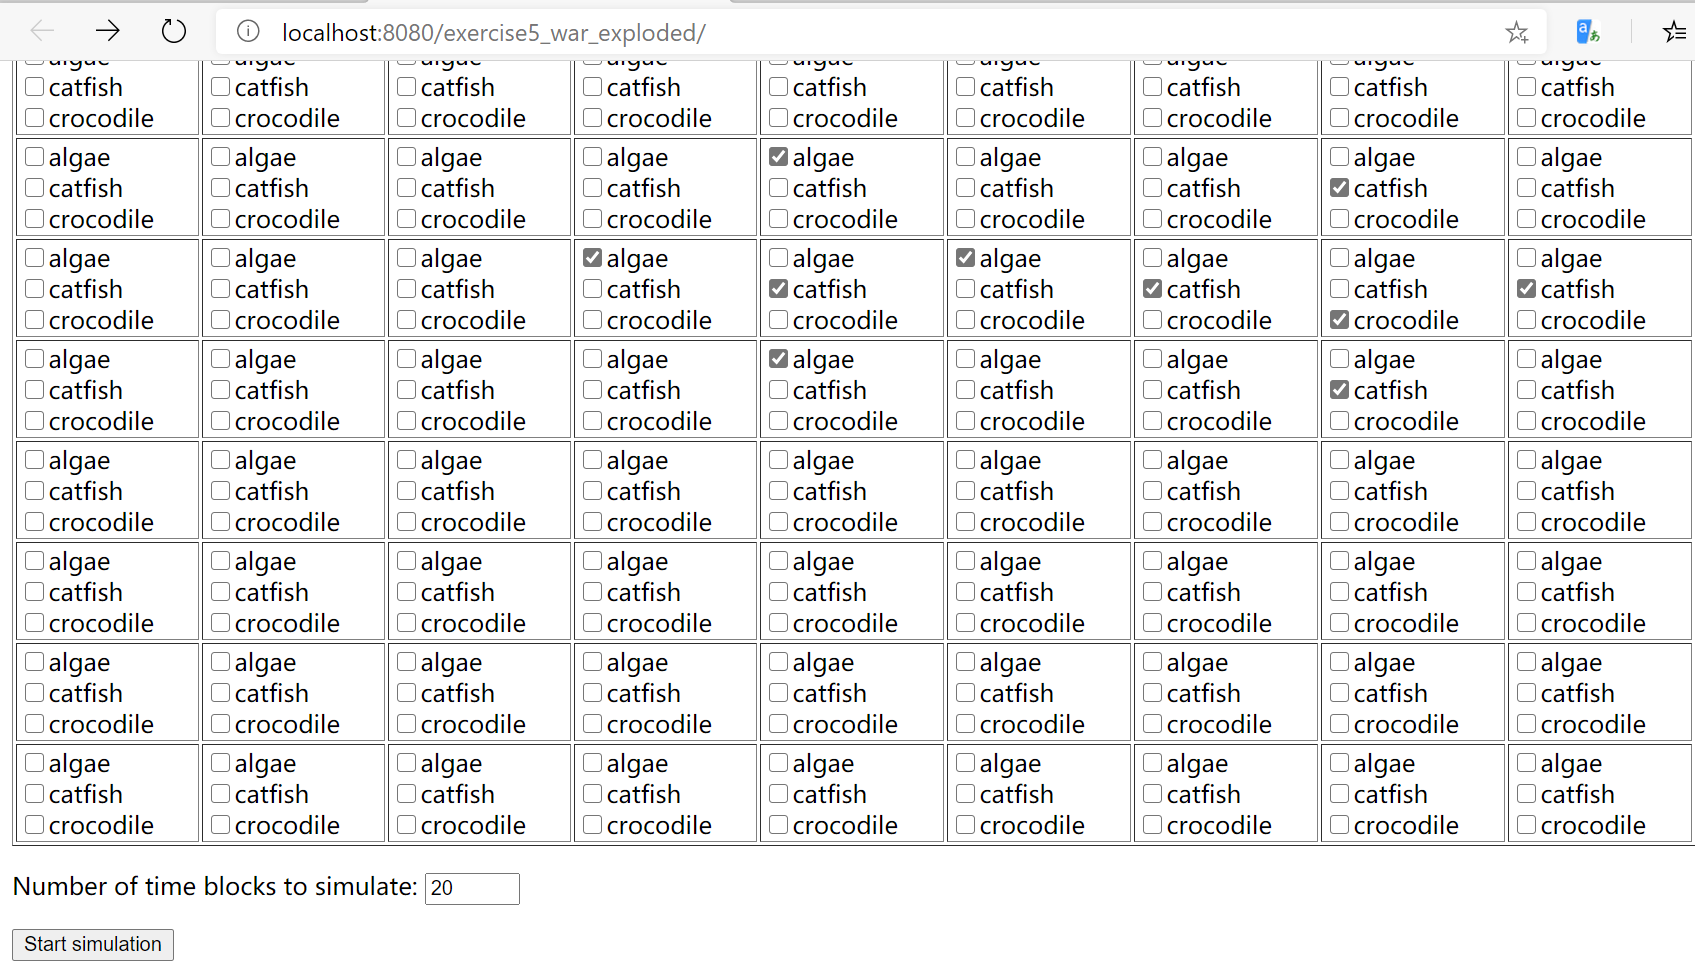 localhost:8080/exercise5_war_exploded/
algae algae algae algae algae algae algae algae algae
catfish catfish catfish catfish catfish catfish catfish catfish catfish
crocodile crocodile crocodile crocodile crocodile crocodile crocodile crocodile crocodile
algae algae algae algae algae algae algae algae algae
catfish catfish catfish catfish catfish catfish catfish catfish catfish
crocodile crocodile crocodile crocodile crocodile crocodile crocodile crocodile crocodile
algae algae algae algae algae algae algae algae algae
catfish catfish catfish catfish catfish catfish catfish catfish catfish
crocodile crocodile crocodile crocodile crocodile crocodile crocodile crocodile crocodile
algae algae algae algae algae algae algae algae algae
catfish catfish catfish catfish catfish catfish catfish catfish catfish
crocodile crocodile crocodile crocodile crocodile crocodile crocodile crocodile crocodile
algae algae algae algae algae algae algae algae algae
catfish catfish catfish catfish catfish catfish catfish catfish catfish
crocodile crocodile crocodile crocodile crocodile crocodile crocodile crocodile crocodile
algae algae algae algae algae algae algae algae algae
catfish catfish catfish catfish catfish catfish catfish catfish catfish
crocodile crocodile crocodile crocodile crocodile crocodile crocodile crocodile crocodile
algae algae algae algae algae algae algae algae algae
catfish catfish catfish catfish catfish catfish catfish catfish catfish
crocodile crocodile crocodile crocodile crocodile crocodile crocodile crocodile crocodile
algae algae algae algae algae algae algae algae algae
catfish catfish catfish catfish catfish catfish catfish catfish catfish
crocodile crocodile crocodile crocodile crocodile crocodile crocodile crocodile crocodile
Number of time blocks to simulate: 20
Start simulation